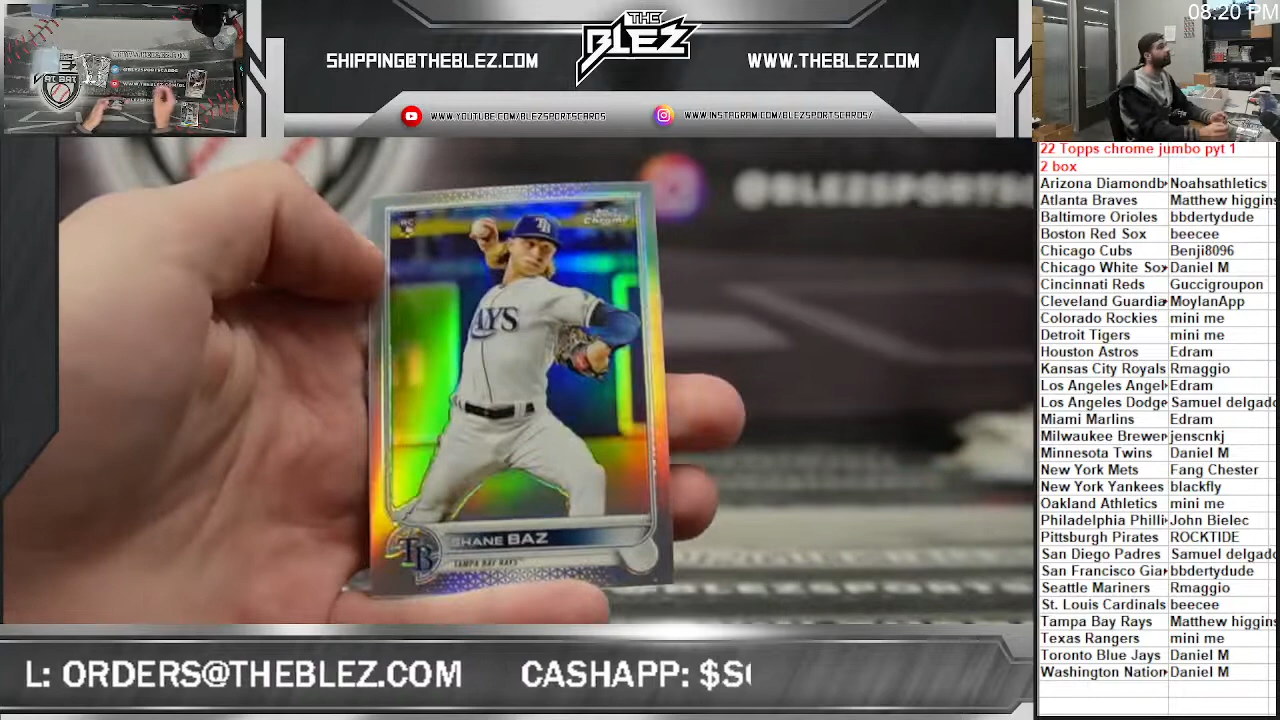 08:20 PM
THE
BLEZ
SHIPPING@THEBLEZ.COM
WWW.THEBLEZ.COM
WWW.YOUTUBE.COM/BLEZSPORTSCARDS
WWW.INSTAGRAM.COM/BLEZSPORTSCARDS/
AT BAT
@BLEZSPORTSC
22 Topps chrome jumbo pyt 1
2 box
Arizona Diamondb Noahsathletics
Atlanta Braves Matthew higgins
Baltimore Orioles bbdertydude
Boston Red Sox beecee
Chicago Cubs Benji8096
Chicago White Sox Daniel M
Cincinnati Reds Guccigroupon
Cleveland Guardia MoylanApp
Colorado Rockies mini me
Detroit Tigers mini me
Houston Astros Edram
Kansas City Royals Rmaggio
Los Angeles Angel Edram
Los Angeles Dodge Samuel delgado
Miami Marlins Edram
Milwaukee Brewer jenscnkj
Minnesota Twins Daniel M
New York Mets Fang Chester
New York Yankees blackfly
Oakland Athletics mini me
Philadelphia Philli John Bielec
Pittsburgh Pirates ROCKTIDE
San Diego Padres Samuel delgado
San Francisco Gia bbdertydude
Seattle Mariners Rmaggio
St. Louis Cardinals beecee
Tampa Bay Rays Matthew higgins
Texas Rangers mini me
Toronto Blue Jays Daniel M
Washington Nation Daniel M
RC
Topps
Chrome
TB
RAYS
SHANE BAZ
TB
TAMPA BAY RAYS
L: ORDERS@THEBLEZ.COM CASHAPP: $S